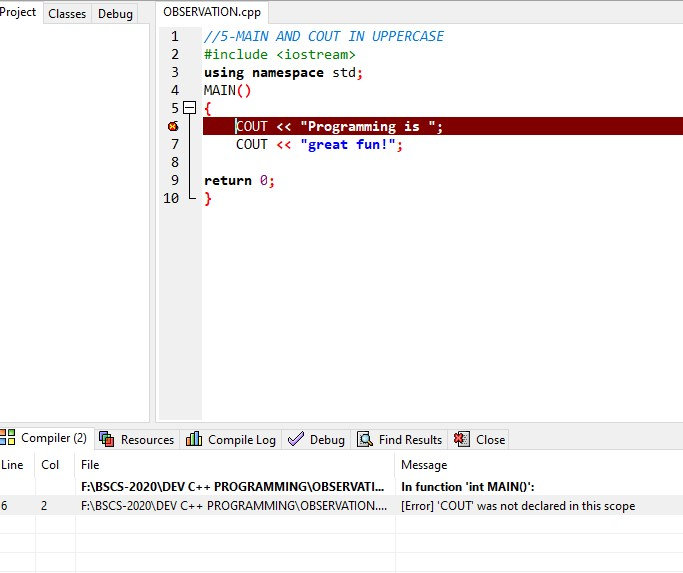 Project Classes Debug OBSERVATION.cpp
1 //5-MAIN AND COUT IN UPPERCASE
2 #include <iostream>
3 using namespace std;
4 MAIN()
5 {
6 COUT << "Programming is ";
7 COUT << "great fun!";
8
9 return 0;
10 }
Compiler (2) Resources Compile Log Debug Find Results Close
Line Col File Message
F:\BSCS-2020\DEV C++ PROGRAMMING\OBSERVATI... In function 'int MAIN()':
6 2 F:\BSCS-2020\DEV C++ PROGRAMMING\OBSERVATION.... [Error] 'COUT' was not declared in this scope